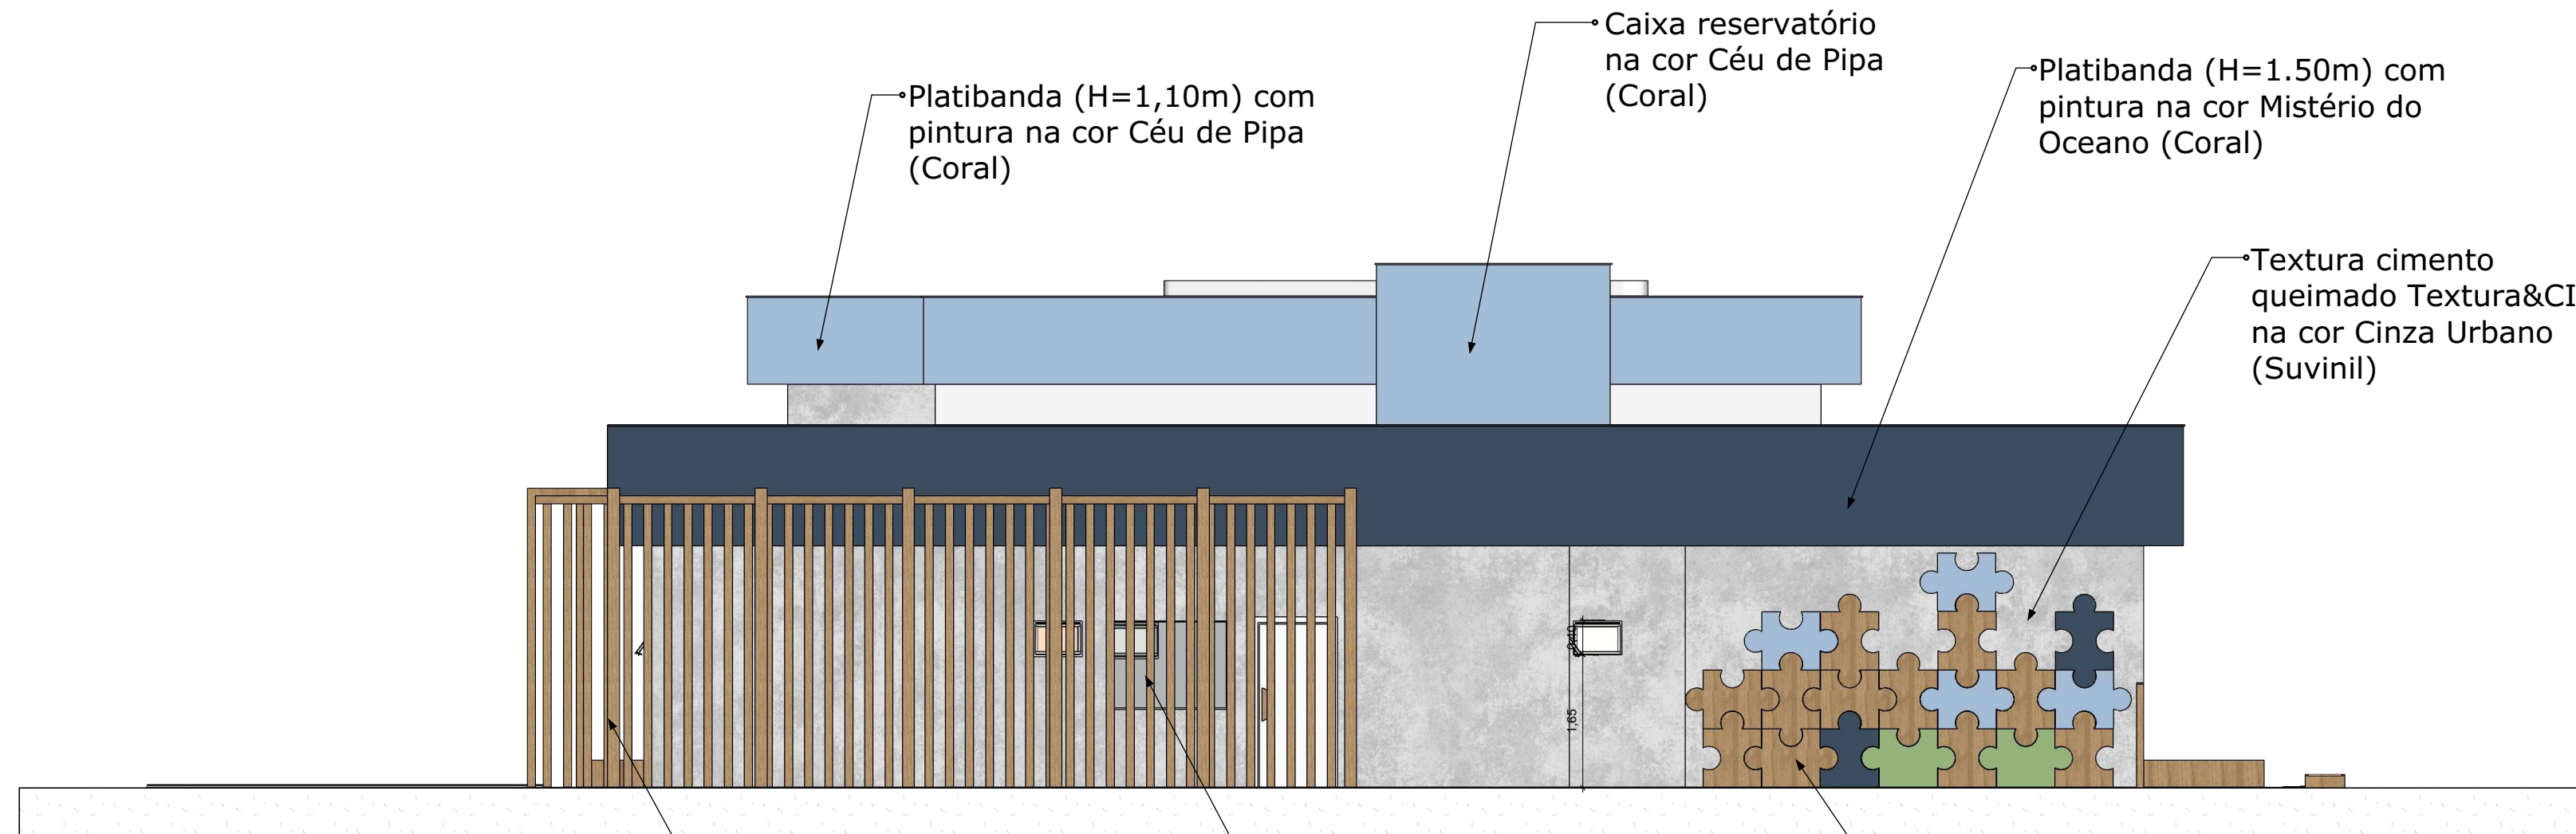 Caixa reservatório
na cor Céu de Pipa
(Coral)
Platibanda (H=1,10m) com
pintura na cor Céu de Pipa
(Coral)
Platibanda (H=1.50m) com
pintura na cor Mistério do
Oceano (Coral)
Textura cimento
queimado Textura&CI
na cor Cinza Urbano
(Suvinil)
1,65